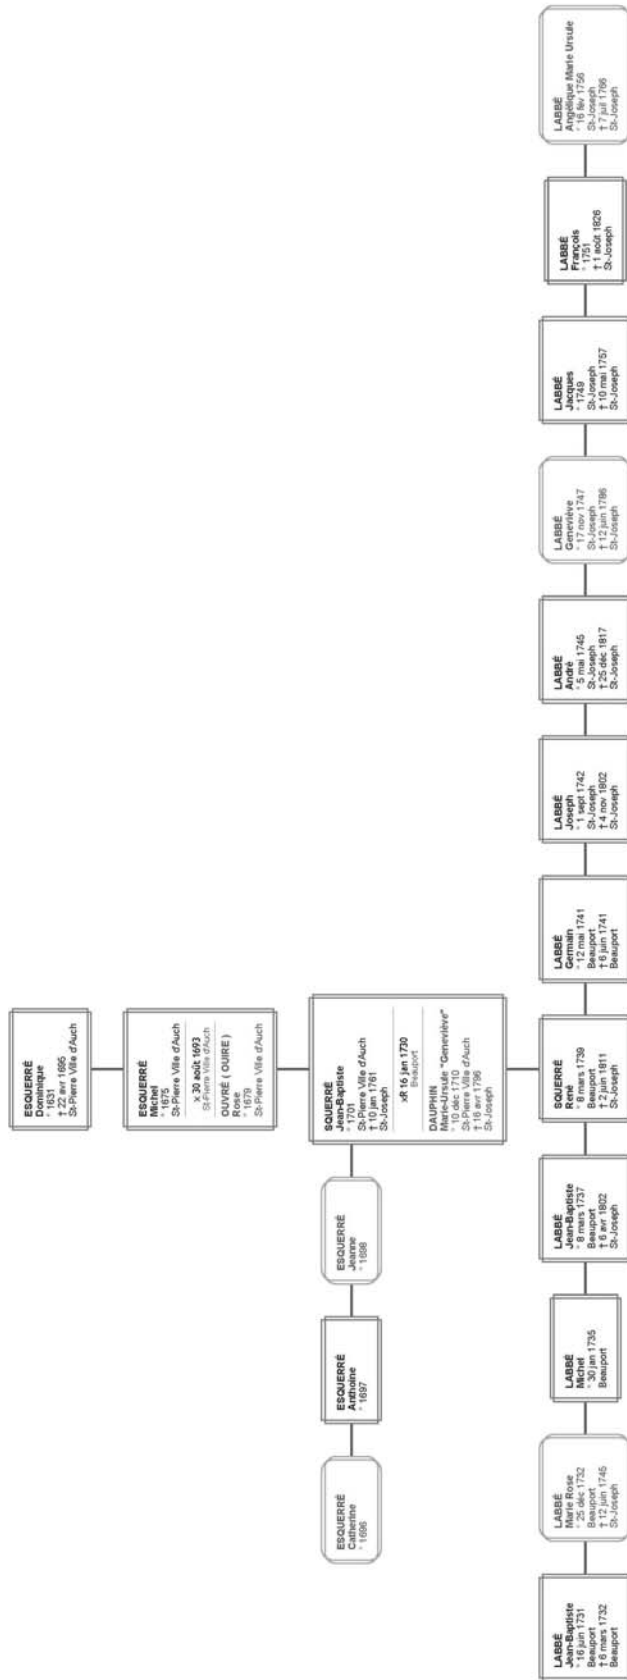 ESQUERRÉ
Dominique
° 1631
† 22 avr 1695
St-Pierre Ville d'Auch
ESQUERRÉ
Michel
° 1675
St-Pierre Ville d'Auch
X 30 août 1693
St-Pierre Ville d'Auch
OUVRÉ ( OUIRE )
Rose
° 1679
St-Pierre Ville d'Auch
ESQUERRÉ
Catherine
° 1696
ESQUERRÉ
Anthoine
° 1697
ESQUERRÉ
Jeanne
° 1698
SQUERRÉ
Jean-Baptiste
° 1701
St-Pierre Ville d'Auch
† 10 jan 1761
St-Joseph
xR 16 jan 1730
Beauport
DAUPHIN
Marie-Ursule "Geneviève"
° 10 déc 1710
St-Pierre Ville d'Auch
† 16 avr 1796
St-Joseph
LABBÉ
Jean-Baptiste
° 16 juin 1731
Beauport
† 6 mars 1732
Beauport
LABBÉ
Marie Rose
° 25 déc 1732
Beauport
† 12 juin 1745
St-Joseph
LABBÉ
Michel
° 30 jan 1735
Beauport
LABBÉ
Jean-Baptiste
° 8 mars 1737
Beauport
† 6 avr 1802
St-Joseph
SQUERRÉ
René
° 8 mars 1739
Beauport
† 2 juin 1811
St-Joseph
LABBÉ
Germain
° 12 mai 1741
Beauport
† 6 juin 1741
Beauport
LABBÉ
Joseph
° 1 sept 1742
St-Joseph
† 4 nov 1802
St-Joseph
LABBÉ
André
° 5 mai 1745
St-Joseph
† 25 déc 1817
St-Joseph
LABBÉ
Geneviève
° 17 nov 1747
St-Joseph
† 12 juin 1786
St-Joseph
LABBÉ
Jacques
° 1749
St-Joseph
† 10 mai 1757
St-Joseph
LABBÉ
François
° 1751
† 1 août 1826
St-Joseph
LABBÉ
Angélique Marie Ursule
° 16 fév 1756
St-Joseph
† 7 juil 1766
St-Joseph